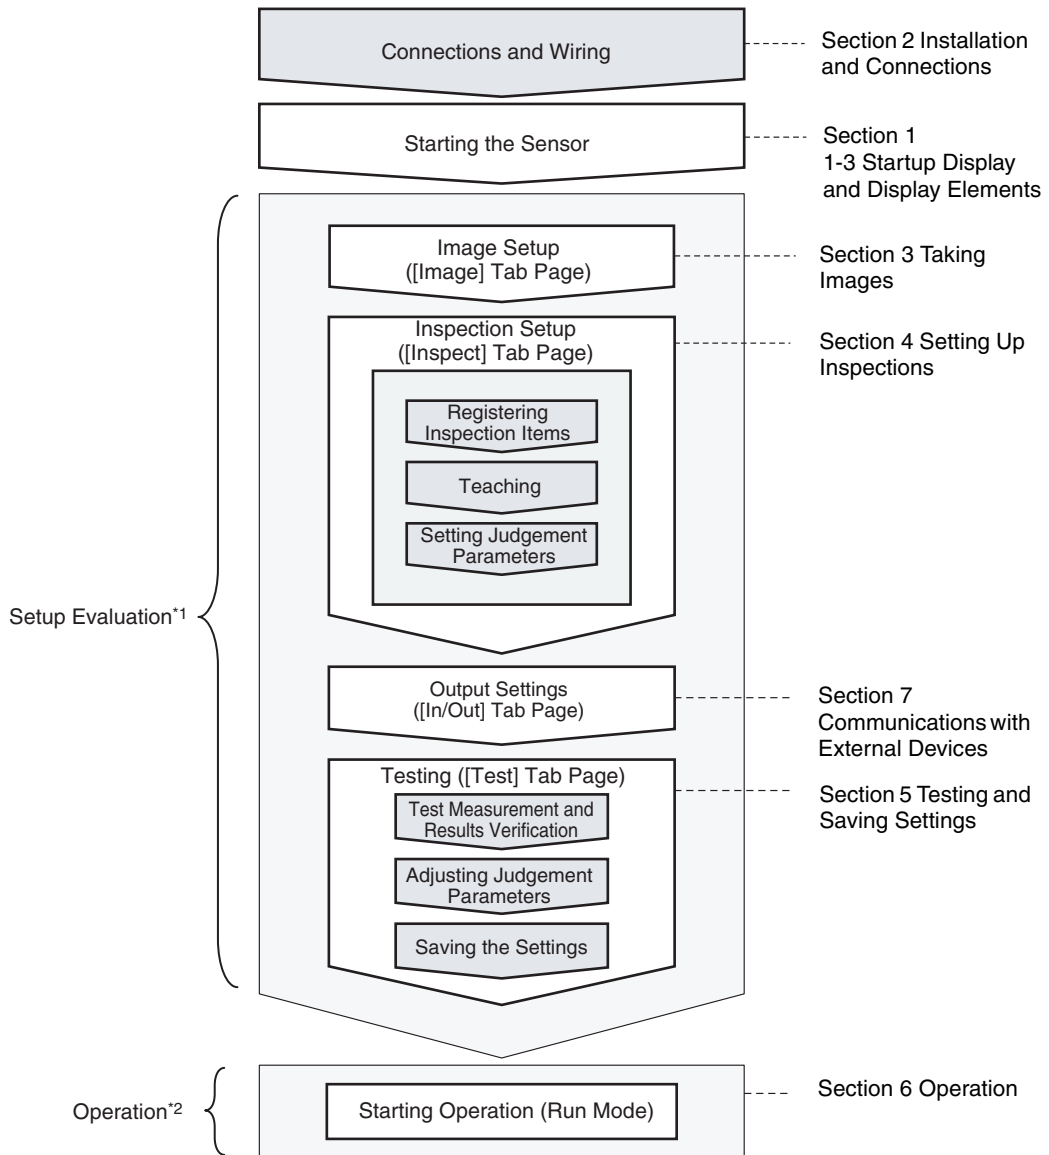 Connections and Wiring
Section 2 Installation
and Connections
Starting the Sensor
Section 1
1-3 Startup Display
and Display Elements
Image Setup
([Image] Tab Page)
Section 3 Taking
Images
Inspection Setup
([Inspect] Tab Page)
Section 4 Setting Up
Inspections
Registering
Inspection Items
Teaching
Setting Judgement
Parameters
Setup Evaluation*1
Output Settings
([In/Out] Tab Page)
Section 7
Communications with
External Devices
Testing ([Test] Tab Page)
Section 5 Testing and
Saving Settings
Test Measurement and
Results Verification
Adjusting Judgement
Parameters
Saving the Settings
Operation*2
Starting Operation (Run Mode)
Section 6 Operation